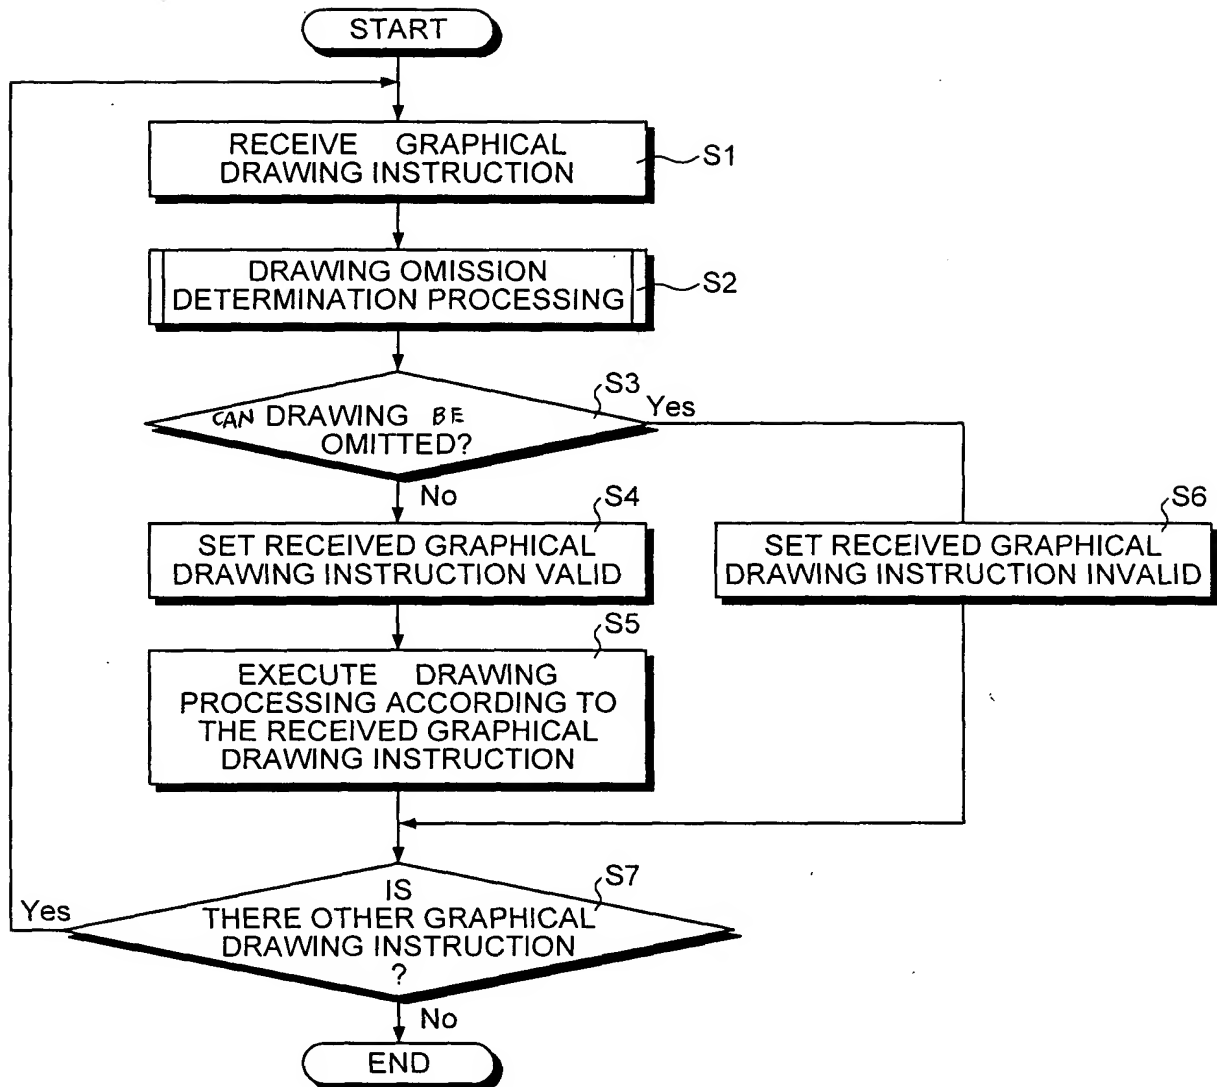 START
RECEIVE GRAPHICAL
DRAWING INSTRUCTION
S1
DRAWING OMISSION
DETERMINATION PROCESSING
S2
S3
CAN DRAWING BE
OMITTED?
Yes
No
S4
SET RECEIVED GRAPHICAL
DRAWING INSTRUCTION VALID
S6
SET RECEIVED GRAPHICAL
DRAWING INSTRUCTION INVALID
S5
EXECUTE DRAWING
PROCESSING ACCORDING TO
THE RECEIVED GRAPHICAL
DRAWING INSTRUCTION
S7
IS
THERE OTHER GRAPHICAL
DRAWING INSTRUCTION
?
Yes
No
END